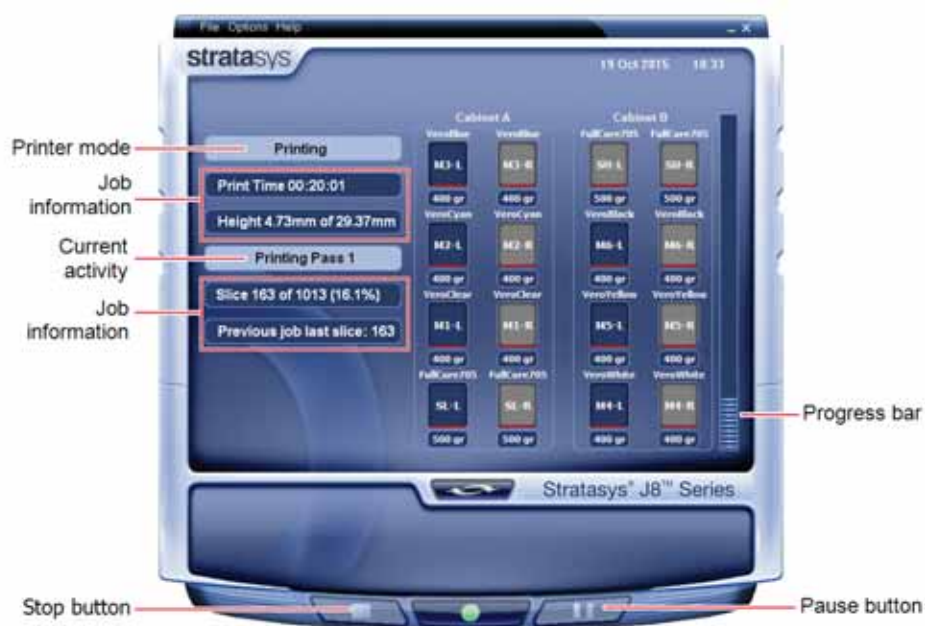 File Options Help
stratasys
19 Oct 2015 18:33
Cabinet A
Cabinet B
VeroBlue VeroBlue FullCure705 FullCure705
Printer mode
Printing
M3-L M3-R SU-L SU-R
Job
information
Print Time 00:20:01
400 gr 400 gr 500 gr 500 gr
Height 4.73mm of 29.37mm
VeroCyan VeroCyan VeroBlack VeroBlack
Current
activity
Printing Pass 1
M2-L M2-R M6-L M6-R
400 gr 400 gr 400 gr 400 gr
Job
information
Slice 163 of 1013 (16.1%)
VeroClear VeroClear VeroYellow VeroYellow
Previous job last slice: 163
M1-L M1-R M5-L M5-R
400 gr 400 gr 400 gr 400 gr
FullCure705 FullCure705 VeroWhite VeroWhite
SL-L SL-R M4-L M4-R
Progress bar
500 gr 500 gr 400 gr 400 gr
Stratasys® J8™ Series
Stop button
Pause button